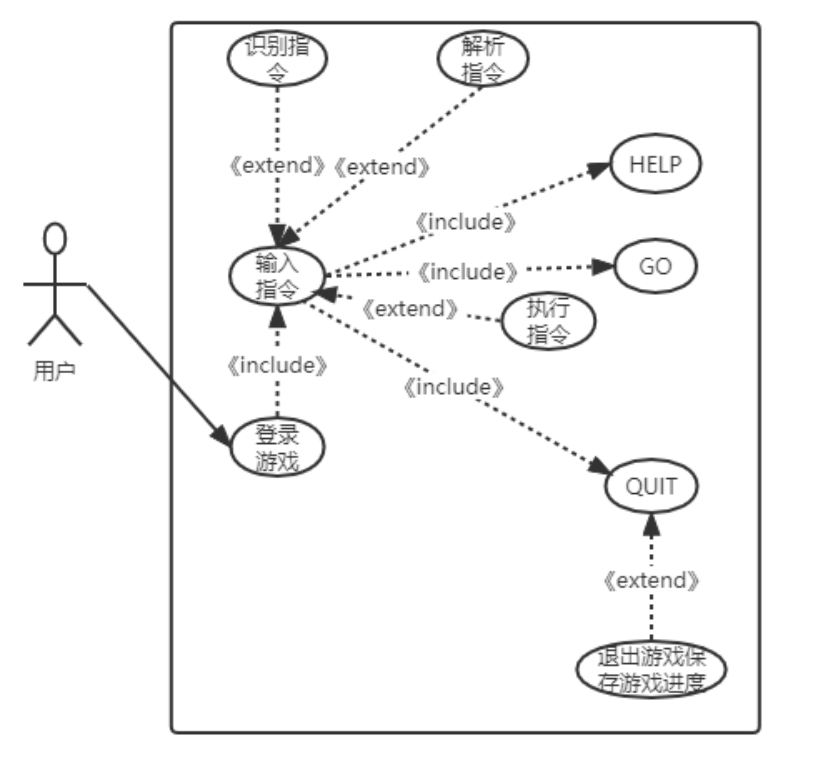 识别指
令
解析
指令
《extend》
《extend》
HELP
《include》
输入
指令
《include》
GO
《extend》
执行
指令
用户
《include》
《include》
登录
游戏
QUIT
《extend》
退出游戏保
存游戏进度